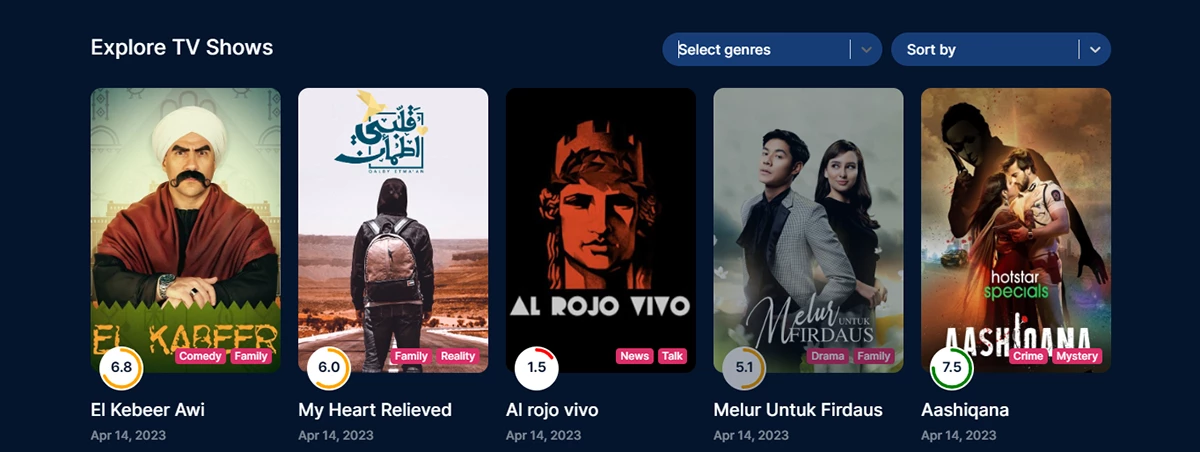 Explore TV Shows
Select genres
Sort by
EL KABEER
Comedy
Family
6.8
El Kebeer Awi
Apr 14, 2023
قلبي
اطمأن
QALBY ETMA'AN
Family
Reality
6.0
My Heart Relieved
Apr 14, 2023
AL ROJO VIVO
News
Talk
1.5
Al rojo vivo
Apr 14, 2023
Melur UNTUK
FIRDAUS
Drama
Family
5.1
Melur Untuk Firdaus
Apr 14, 2023
hotstar
specials
AASHIQANA
Crime
Mystery
7.5
Aashiqana
Apr 14, 2023